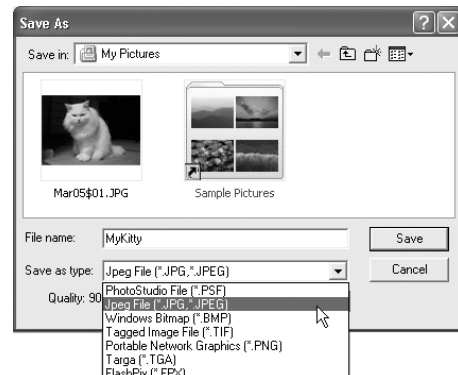 Save As
Save in: My Pictures
Mar05$01.JPG Sample Pictures
File name: MyKitty Save
Save as type: Jpeg File (*.JPG,*.JPEG) Cancel
Quality: 90
PhotoStudio File (*.PSF)
Jpeg File (*.JPG,*.JPEG)
Windows Bitmap (*.BMP)
Tagged Image File (*.TIF)
Portable Network Graphics (*.PNG)
Targa (*.TGA)
FlashPix (*.FPX)